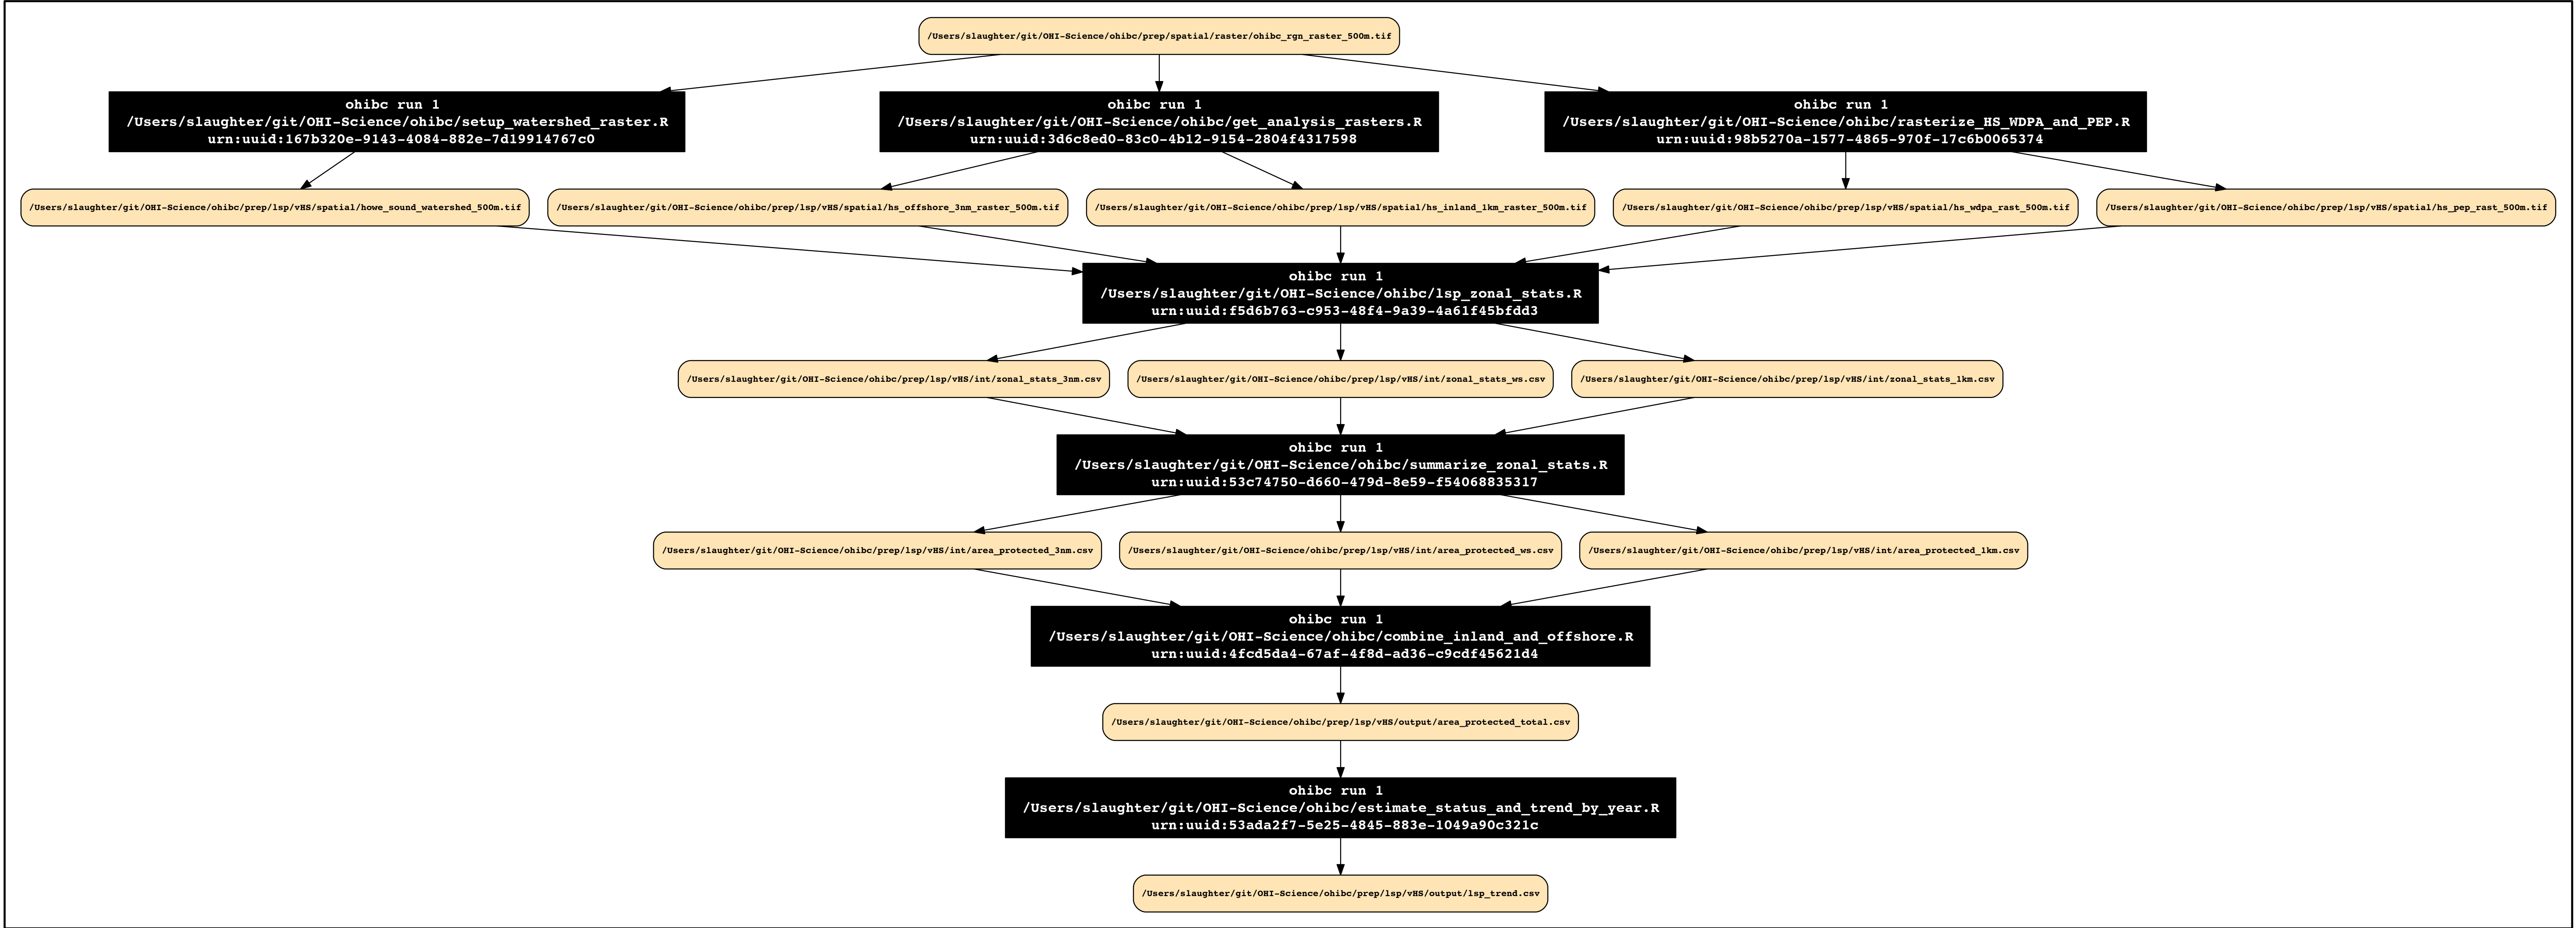 /Users/slaughter/git/OHI-Science/ohibc/prep/spatial/raster/ohibc_rgn_raster_500m.tif
ohibc run 1
/Users/slaughter/git/OHI-Science/ohibc/setup_watershed_raster.R
urn:uuid:167b320e-9143-4084-882e-7d19914767c0
ohibc run 1
/Users/slaughter/git/OHI-Science/ohibc/get_analysis_rasters.R
urn:uuid:3d6c8ed0-83c0-4b12-9154-2804f4317598
ohibc run 1
/Users/slaughter/git/OHI-Science/ohibc/rasterize_HS_WDPA_and_PEP.R
urn:uuid:98b5270a-1577-4865-970f-17c6b0065374
/Users/slaughter/git/OHI-Science/ohibc/prep/lsp/vHS/spatial/howe_sound_watershed_500m.tif
/Users/slaughter/git/OHI-Science/ohibc/prep/lsp/vHS/spatial/hs_offshore_3nm_raster_500m.tif
/Users/slaughter/git/OHI-Science/ohibc/prep/lsp/vHS/spatial/hs_inland_1km_raster_500m.tif
/Users/slaughter/git/OHI-Science/ohibc/prep/lsp/vHS/spatial/hs_wdpa_rast_500m.tif
/Users/slaughter/git/OHI-Science/ohibc/prep/lsp/vHS/spatial/hs_pep_rast_500m.tif
ohibc run 1
/Users/slaughter/git/OHI-Science/ohibc/lsp_zonal_stats.R
urn:uuid:f5d6b763-c953-48f4-9a39-4a61f45bfdd3
/Users/slaughter/git/OHI-Science/ohibc/prep/lsp/vHS/int/zonal_stats_3nm.csv
/Users/slaughter/git/OHI-Science/ohibc/prep/lsp/vHS/int/zonal_stats_ws.csv
/Users/slaughter/git/OHI-Science/ohibc/prep/lsp/vHS/int/zonal_stats_1km.csv
ohibc run 1
/Users/slaughter/git/OHI-Science/ohibc/summarize_zonal_stats.R
urn:uuid:53c74750-d660-479d-8e59-f54068835317
/Users/slaughter/git/OHI-Science/ohibc/prep/lsp/vHS/int/area_protected_3nm.csv
/Users/slaughter/git/OHI-Science/ohibc/prep/lsp/vHS/int/area_protected_ws.csv
/Users/slaughter/git/OHI-Science/ohibc/prep/lsp/vHS/int/area_protected_1km.csv
ohibc run 1
/Users/slaughter/git/OHI-Science/ohibc/combine_inland_and_offshore.R
urn:uuid:4fcd5da4-67af-4f8d-ad36-c9cdf45621d4
/Users/slaughter/git/OHI-Science/ohibc/prep/lsp/vHS/output/area_protected_total.csv
ohibc run 1
/Users/slaughter/git/OHI-Science/ohibc/estimate_status_and_trend_by_year.R
urn:uuid:53ada2f7-5e25-4845-883e-1049a90c321c
/Users/slaughter/git/OHI-Science/ohibc/prep/lsp/vHS/output/lsp_trend.csv